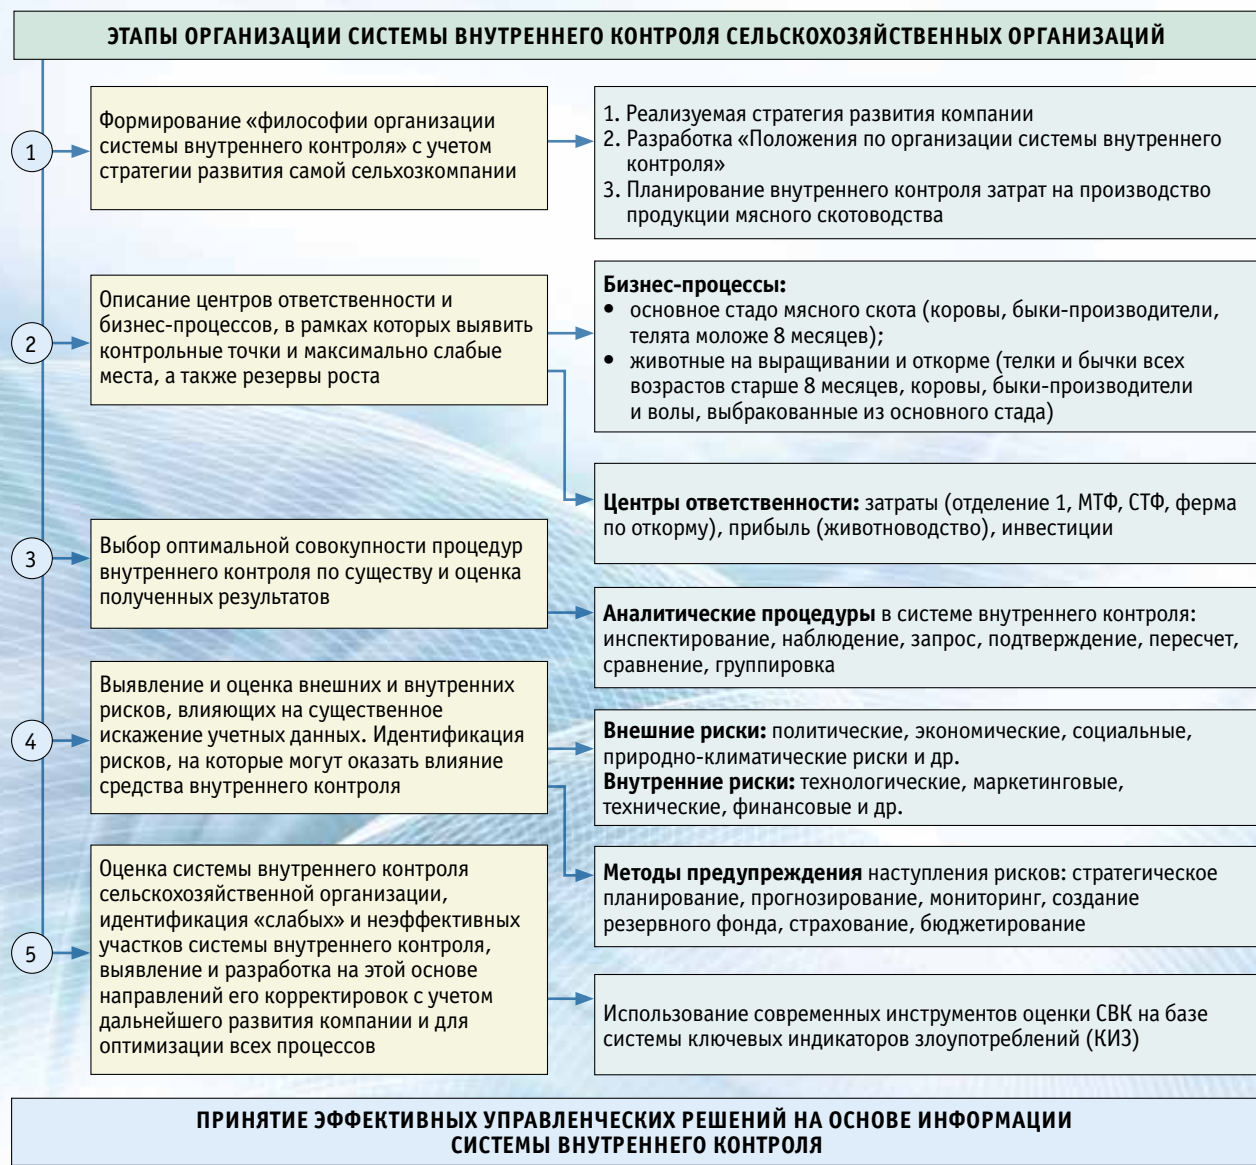 ЭТАПЫ ОРГАНИЗАЦИИ СИСТЕМЫ ВНУТРЕННЕГО КОНТРОЛЯ СЕЛЬСКОХОЗЯЙСТВЕННЫХ ОРГАНИЗАЦИЙ
1
Формирование «философии организации
системы внутреннего контроля» с учетом
стратегии развития самой сельхозкомпании
1. Реализуемая стратегия развития компании
2. Разработка «Положения по организации системы внутреннего
контроля»
3. Планирование внутреннего контроля затрат на производство
продукции мясного скотоводства
2
Описание центров ответственности и
бизнес-процессов, в рамках которых выявить
контрольные точки и максимально слабые
места, а также резервы роста
Бизнес-процессы:
• основное стадо мясного скота (коровы, быки-производители,
телята моложе 8 месяцев);
• животные на выращивании и откорме (телки и бычки всех
возрастов старше 8 месяцев, коровы, быки-производители
и волы, выбракованные из основного стада)
Центры ответственности: затраты (отделение 1, МТФ, СТФ, ферма
по откорму), прибыль (животноводство), инвестиции
3
Выбор оптимальной совокупности процедур
внутреннего контроля по существу и оценка
полученных результатов
Аналитические процедуры в системе внутреннего контроля:
инспектирование, наблюдение, запрос, подтверждение, пересчет,
сравнение, группировка
4
Выявление и оценка внешних и внутренних
рисков, влияющих на существенное
искажение учетных данных. Идентификация
рисков, на которые могут оказать влияние
средства внутреннего контроля
Внешние риски: политические, экономические, социальные,
природно-климатические риски и др.
Внутренние риски: технологические, маркетинговые,
технические, финансовые и др.
Методы предупреждения наступления рисков: стратегическое
планирование, прогнозирование, мониторинг, создание
резервного фонда, страхование, бюджетирование
5
Оценка системы внутреннего контроля
сельскохозяйственной организации,
идентификация «слабых» и неэффективных
участков системы внутреннего контроля,
выявление и разработка на этой основе
направлений его корректировок с учетом
дальнейшего развития компании и для
оптимизации всех процессов
Использование современных инструментов оценки СВК на базе
системы ключевых индикаторов злоупотреблений (КИЗ)
ПРИНЯТИЕ ЭФФЕКТИВНЫХ УПРАВЛЕНЧЕСКИХ РЕШЕНИЙ НА ОСНОВЕ ИНФОРМАЦИИ
СИСТЕМЫ ВНУТРЕННЕГО КОНТРОЛЯ